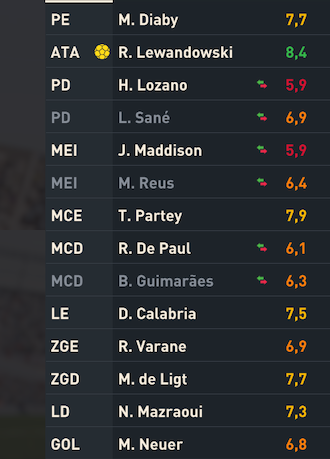 PE M. Diaby 7,7
ATA R. Lewandowski 8,4
PD H. Lozano 5,9
PD L. Sané 6,9
MEI J. Maddison 5,9
MEI M. Reus 6,4
MCE T. Partey 7,9
MCD R. De Paul 6,1
MCD B. Guimarães 6,3
LE D. Calabria 7,5
ZGE R. Varane 6,9
ZGD M. de Ligt 7,7
LD N. Mazraoui 7,3
GOL M. Neuer 6,8